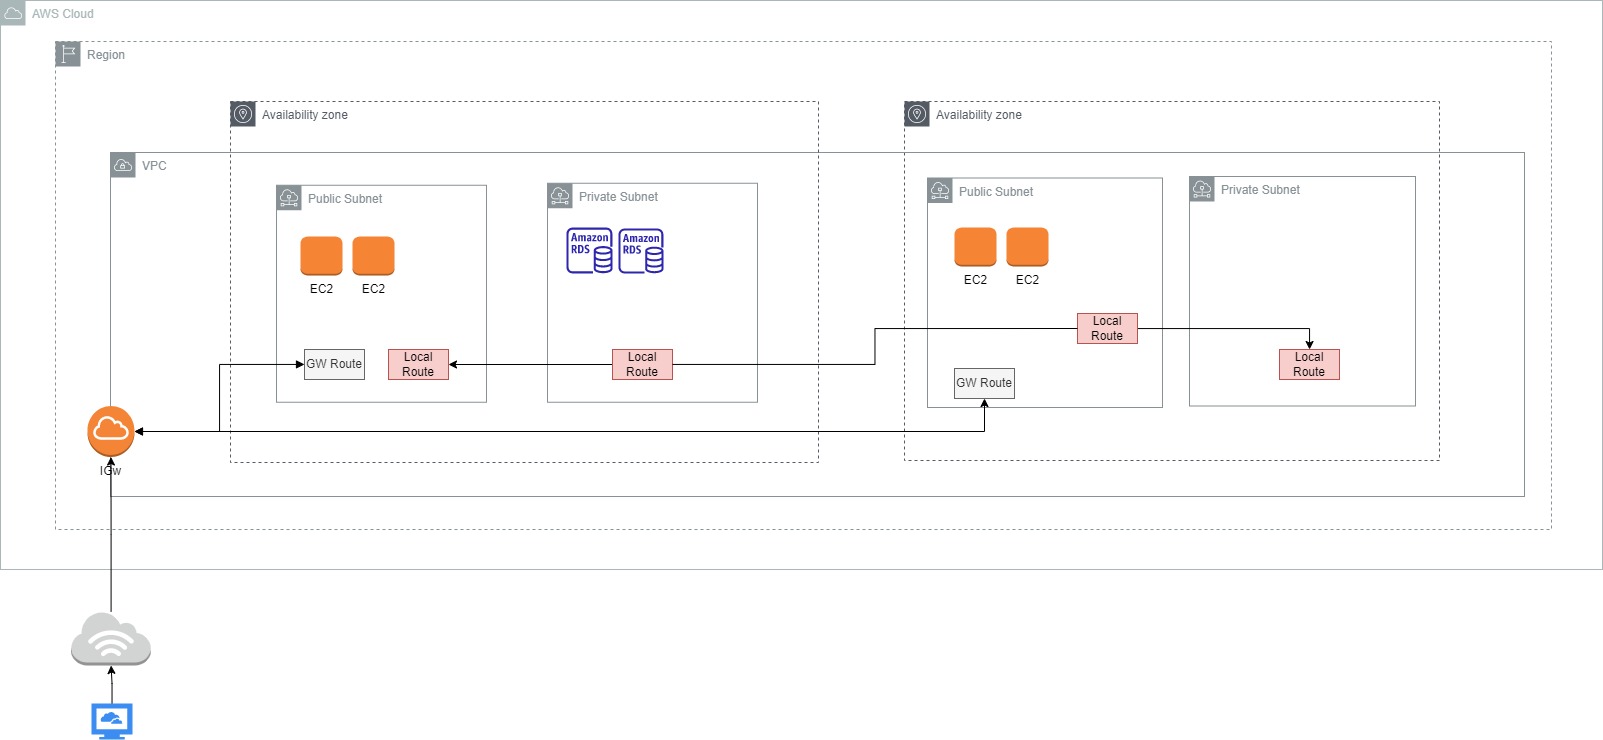 AWS Cloud
Region
Availability zone
Availability zone
VPC
Public Subnet
Private Subnet
Public Subnet
Private Subnet
Amazon
RDS
Amazon
RDS
EC2
EC2
EC2
EC2
Local
Route
GW Route
Local
Route
Local
Route
Local
Route
GW Route
IGw